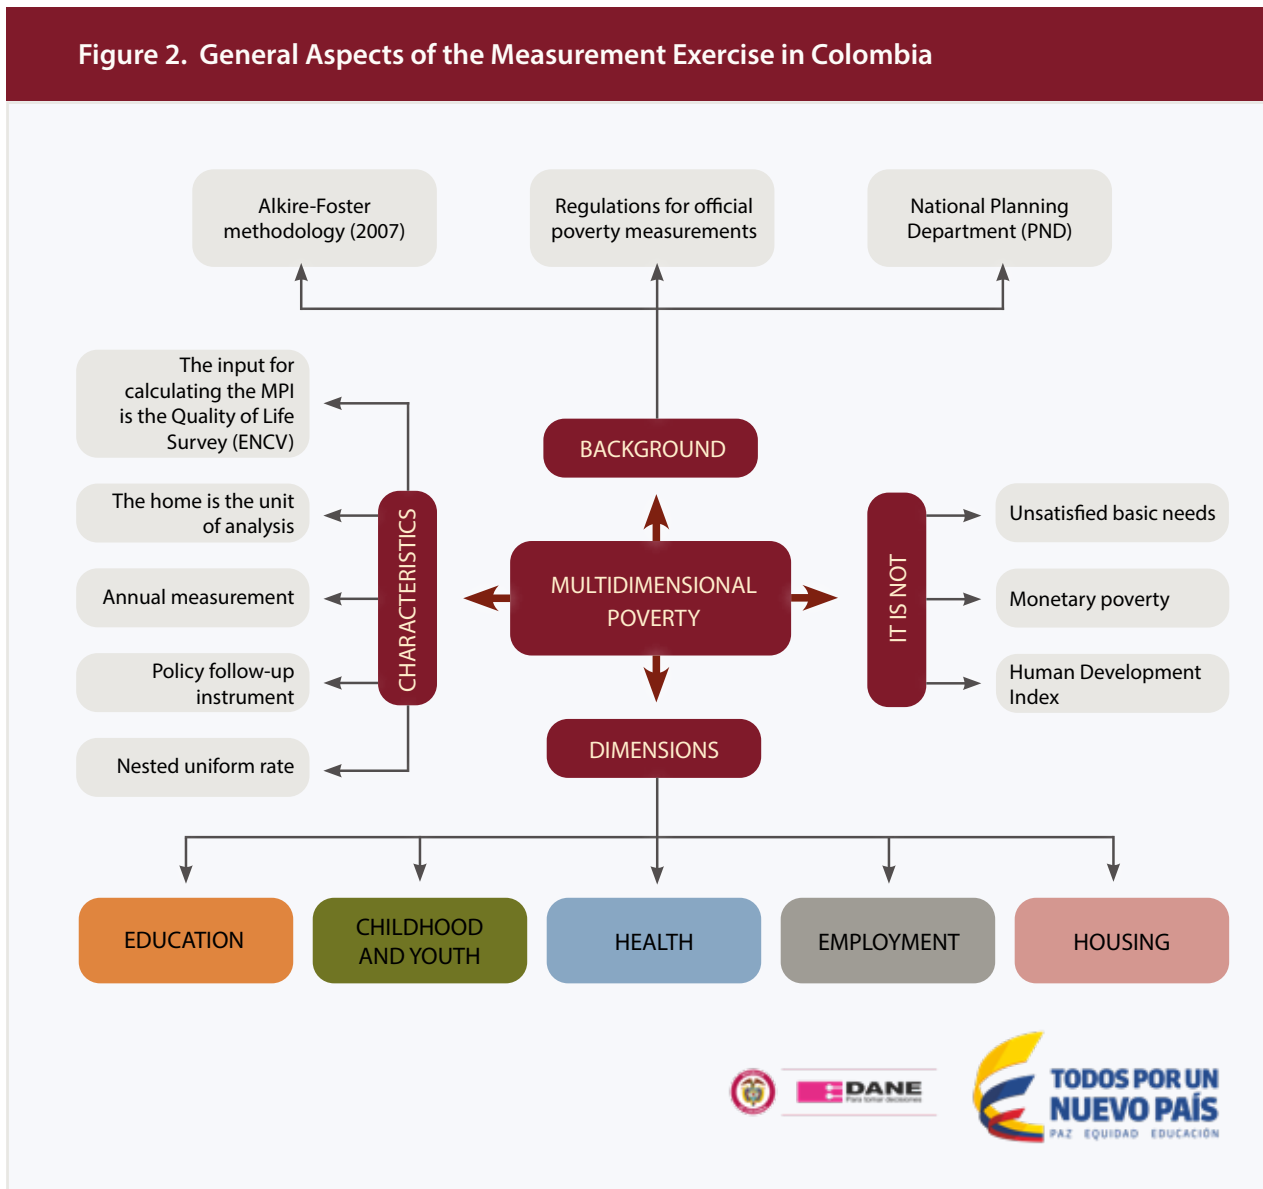 Figure 2. General Aspects of the Measurement Exercise in Colombia
Alkire-Foster
methodology (2007)
Regulations for official
poverty measurements
National Planning
Department (PND)
The input for
calculating the MPI
is the Quality of Life
Survey (ENCV)
The home is the unit
of analysis
Annual measurement
Policy follow-up
instrument
Nested uniform rate
CHARACTERISTICS
BACKGROUND
MULTIDIMENSIONAL
POVERTY
DIMENSIONS
IT IS NOT
Unsatisfied basic needs
Monetary poverty
Human Development
Index
EDUCATION
CHILDHOOD
AND YOUTH
HEALTH
EMPLOYMENT
HOUSING
DANE
Para tomar decisiones
TODOS POR UN
NUEVO PAÍS
PAZ EQUIDAD EDUCACIÓN